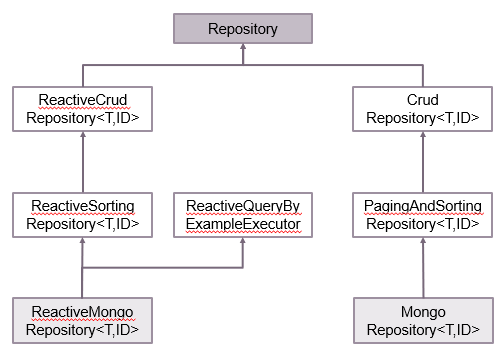 Repository
ReactiveCrud
Repository<T,ID>
Crud
Repository<T,ID>
ReactiveSorting
Repository<T,ID>
ReactiveQueryBy
ExampleExecutor
PagingAndSorting
Repository<T,ID>
ReactiveMongo
Repository<T,ID>
Mongo
Repository<T,ID>